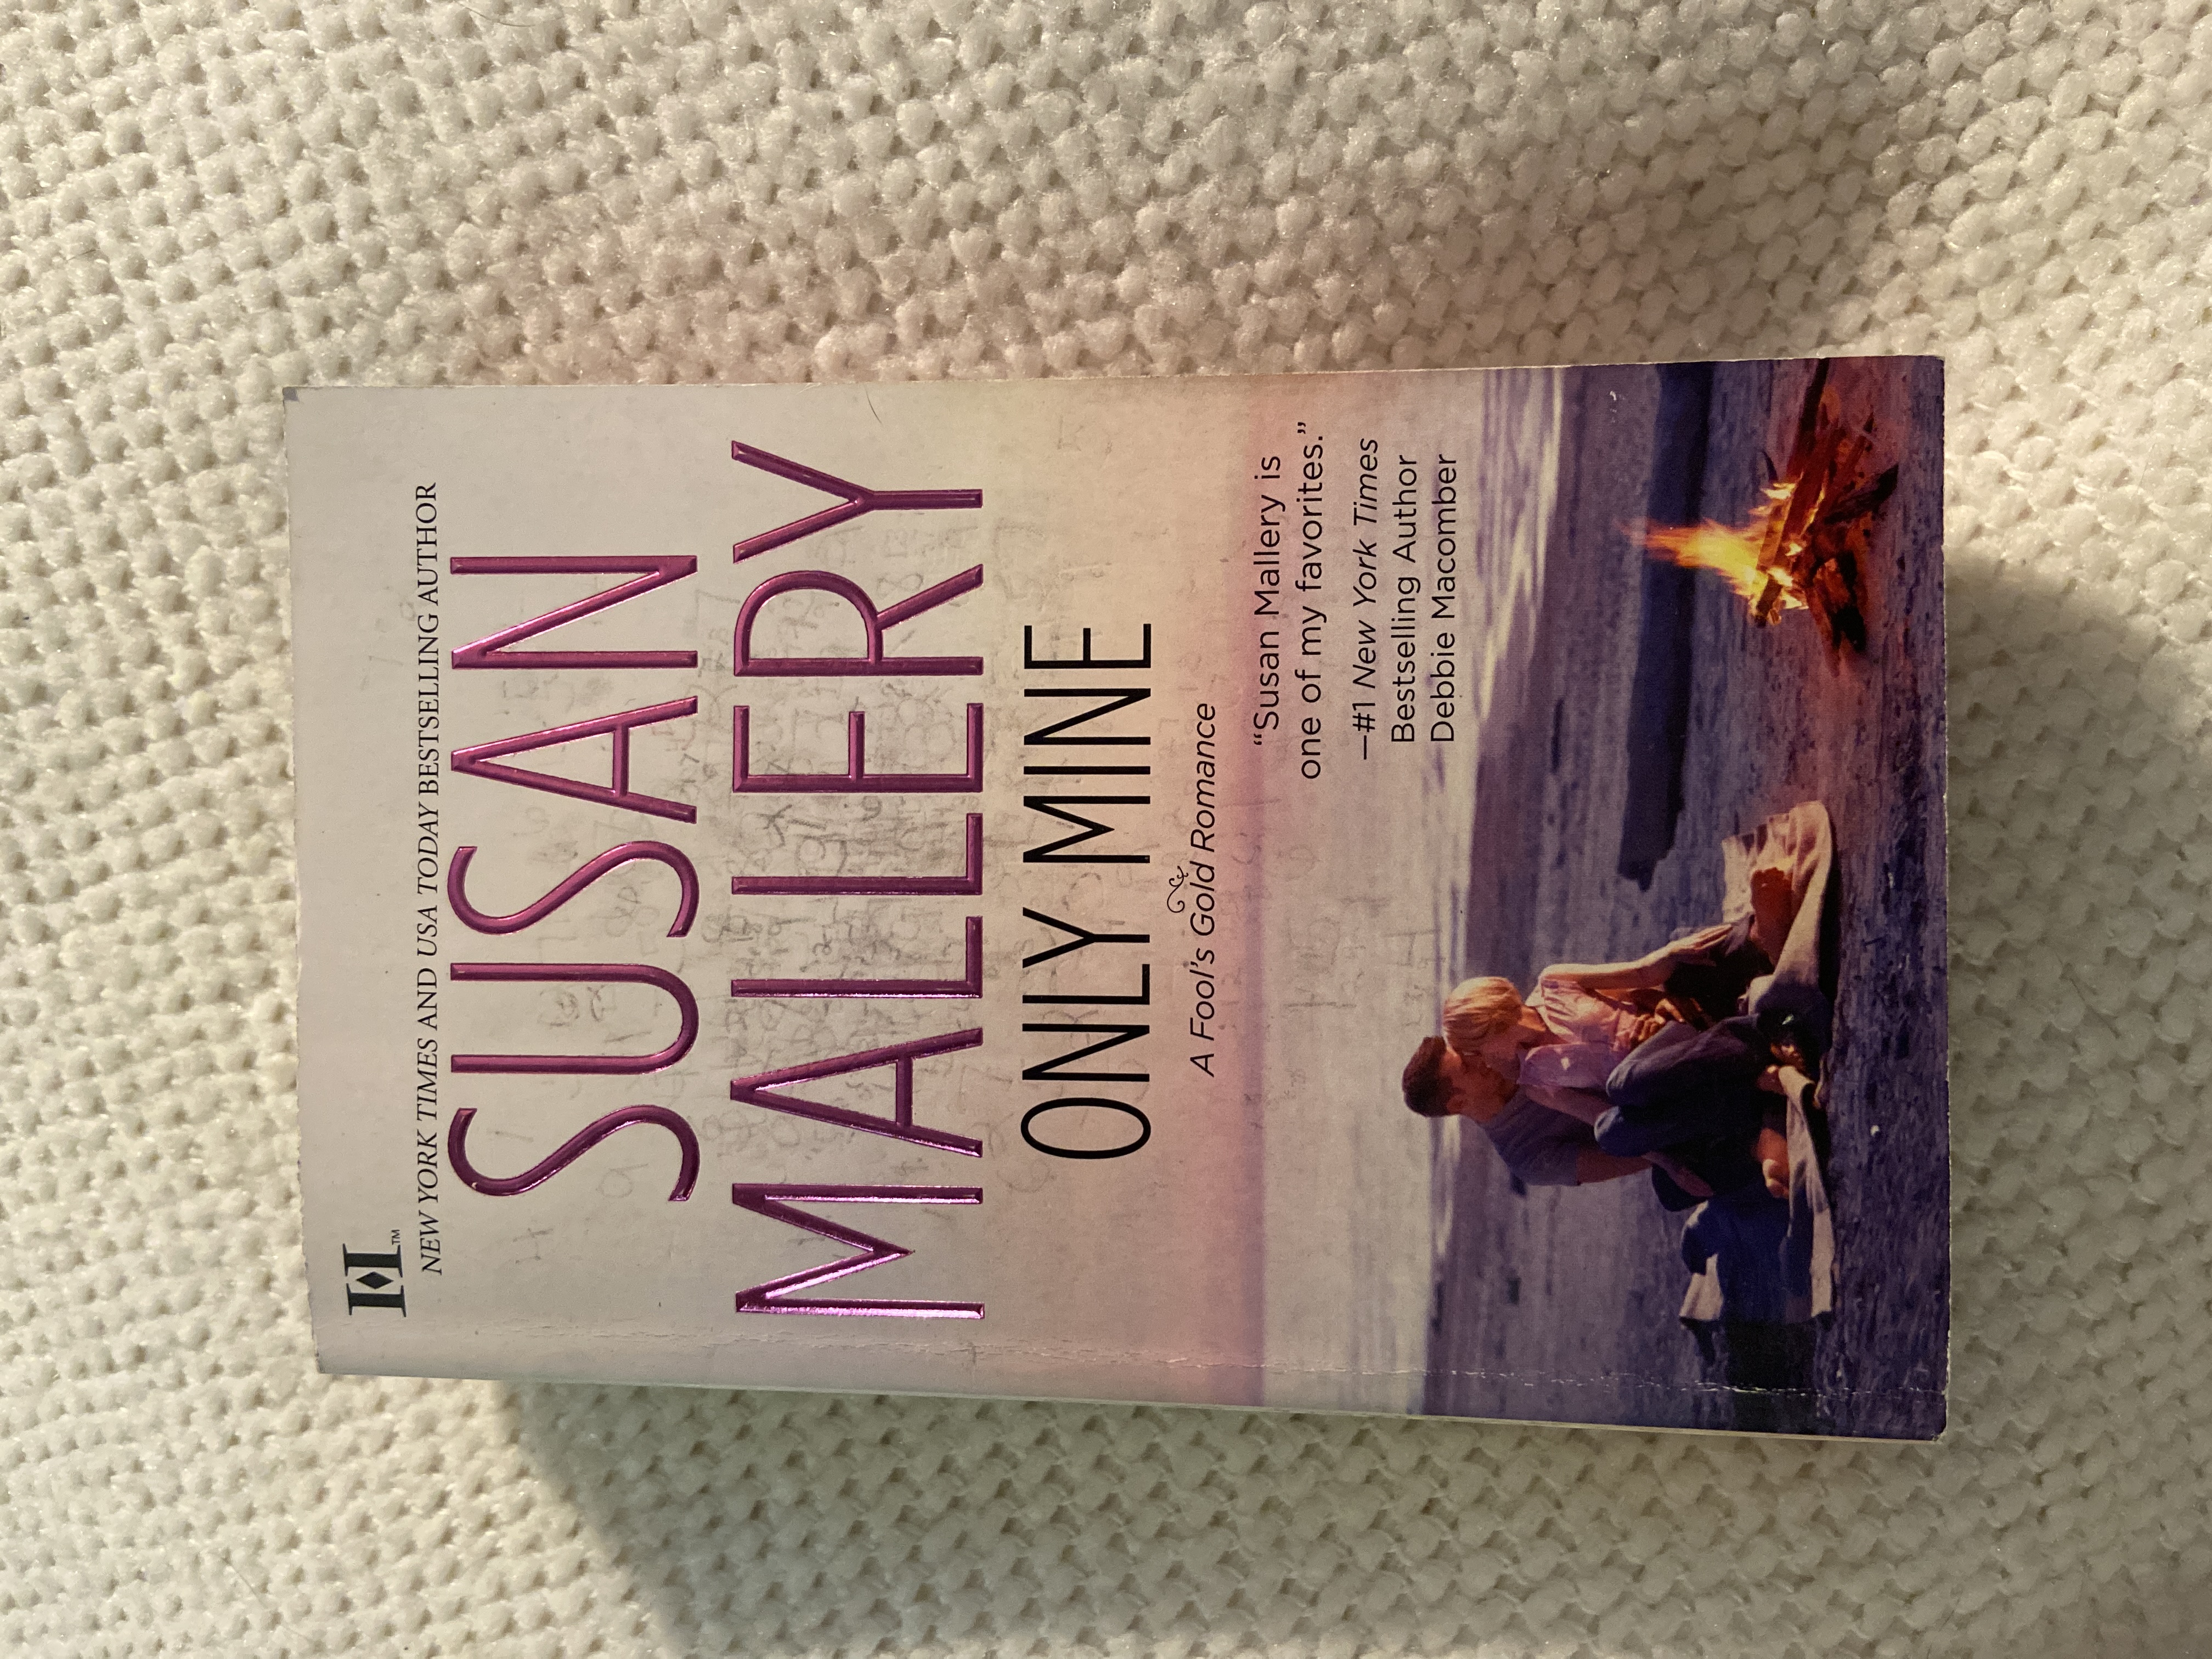 H™
NEW YORK TIMES AND USA TODAY BESTSELLING AUTHOR
SUSAN
MALLERY
ONLY MINE
A Fool's Gold Romance
“Susan Mallery is
one of my favorites.”
—#1 New York Times
Bestselling Author
Debbie Macomber